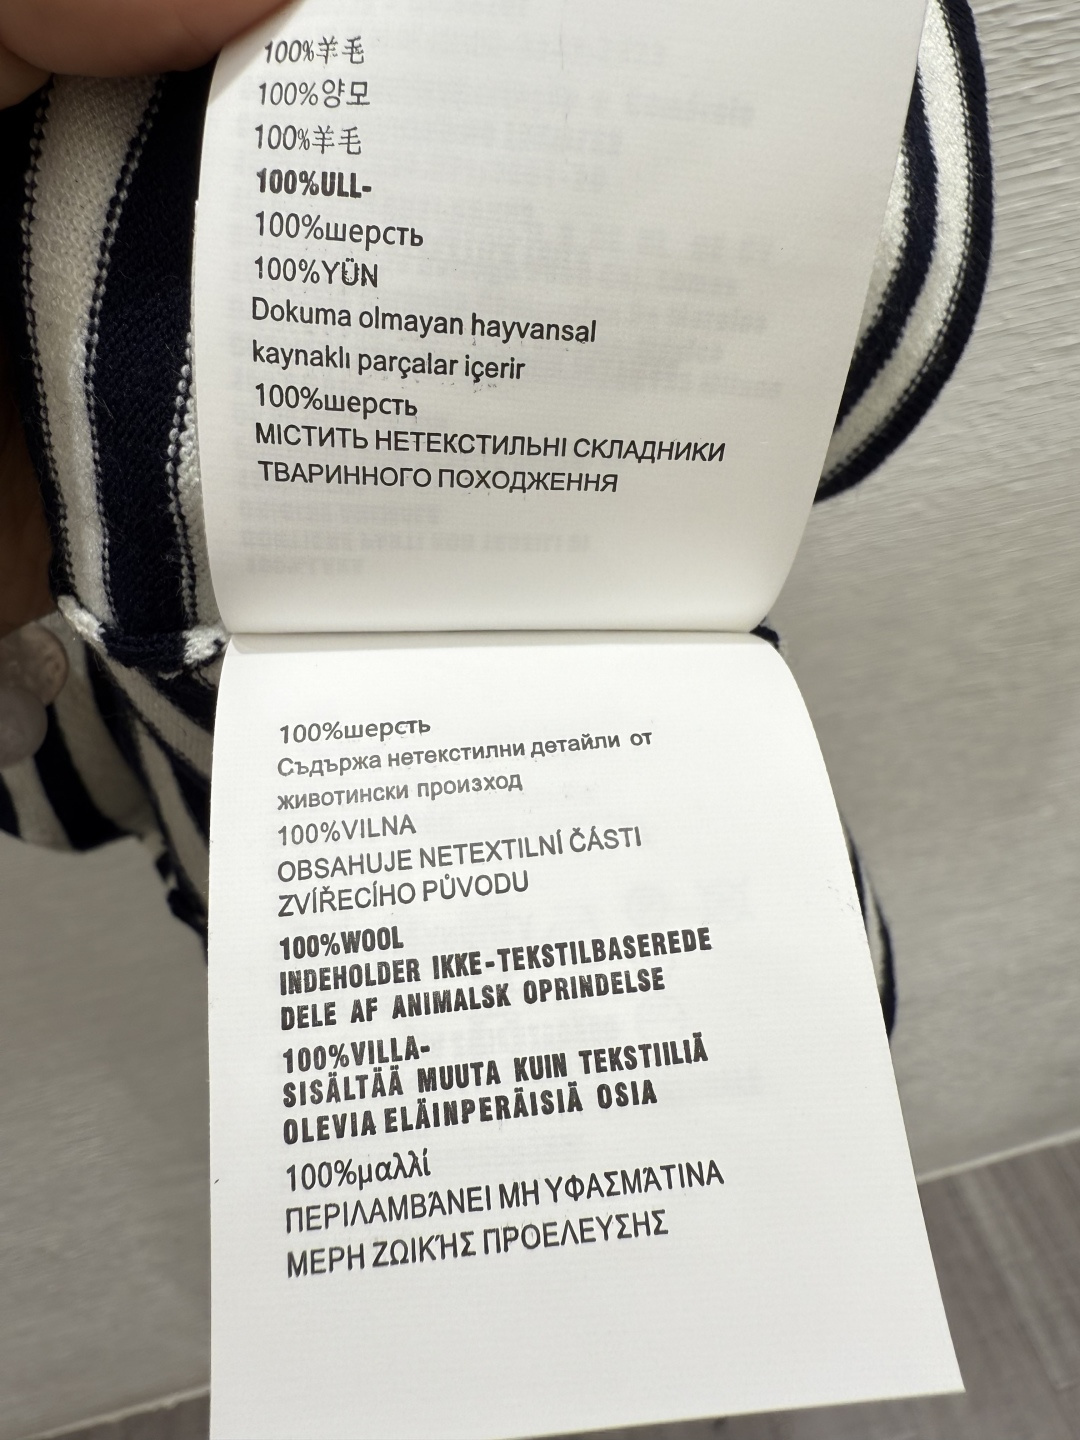 100%羊毛
100%양모
100%羊毛
100%ULL-
100%шерсть
100%YÜN
Dokuma olmayan hayvansal
kaynaklı parçalar içerir
100%шерсть
МІСТИТЬ НЕТЕКСТИЛЬНІ СКЛАДНИКИ
ТВАРИННОГО ПОХОДЖЕННЯ
100%шерсть
Съдържа нетекстилни детайли от
животински произход
100%VILNA
OBSAHUJE NETEXTILNÍ ČÁSTI
ZVÍŘECÍHO PŮVODU
100%WOOL
INDEHOLDER IKKE-TEKSTILBASEREDE
DELE AF ANIMALSK OPRINDELSE
100%VILLA-
SISÄLTÄÄ MUUTA KUIN TEKSTIILIÄ
OLEVIA ELÄINPERÄISIÄ OSIA
100%μαλλί
ΠΕΡΙΛΑΜΒΆΝΕΙ ΜΗ ΥΦΑΣΜΆΤΙΝΑ
ΜΕΡΗ ΖΩΙΚΉΣ ΠΡΟΕΛΕΥΣΗΣ